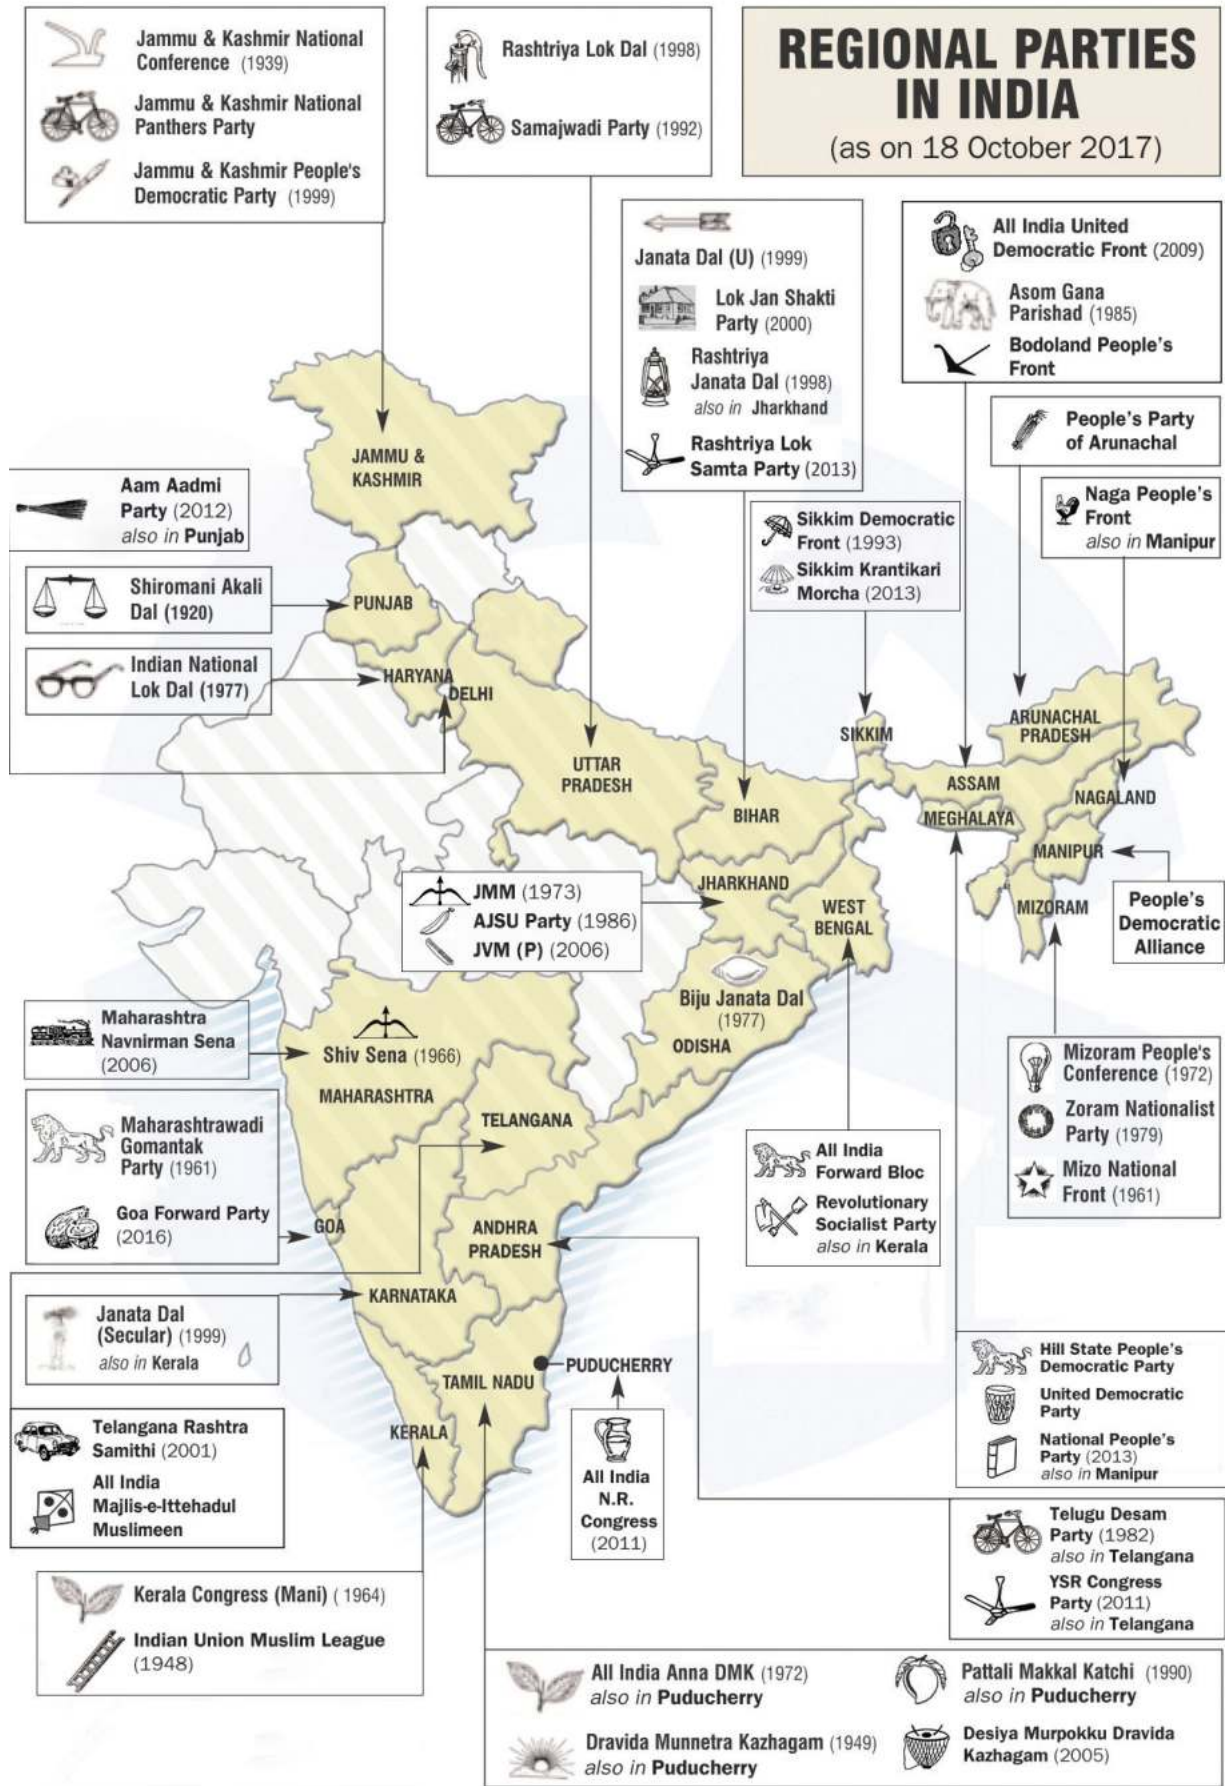 REGIONAL PARTIES
IN INDIA
(as on 18 October 2017)
Jammu & Kashmir National
Conference (1939)
Jammu & Kashmir National
Panthers Party
Jammu & Kashmir People's
Democratic Party (1999)
Rashtriya Lok Dal (1998)
Samajwadi Party (1992)
Janata Dal (U) (1999)
Lok Jan Shakti
Party (2000)
Rashtriya
Janata Dal (1998)
also in Jharkhand
Rashtriya Lok
Samta Party (2013)
All India United
Democratic Front (2009)
Asom Gana
Parishad (1985)
Bodoland People's
Front
People's Party
of Arunachal
Naga People's
Front
also in Manipur
Sikkim Democratic
Front (1993)
Sikkim Krantikari
Morcha (2013)
Aam Aadmi
Party (2012)
also in Punjab
Shiromani Akali
Dal (1920)
Indian National
Lok Dal (1977)
JAMMU &
KASHMIR
PUNJAB
HARYANA
DELHI
UTTAR
PRADESH
BIHAR
SIKKIM
ARUNACHAL
PRADESH
ASSAM
NAGALAND
MEGHALAYA
MANIPUR
MIZORAM
JHARKHAND
WEST
BENGAL
People's
Democratic
Alliance
JMM (1973)
AJSU Party (1986)
JVM (P) (2006)
Biju Janata Dal
(1977)
ODISHA
Maharashtra
Navnirman Sena
(2006)
Shiv Sena (1966)
MAHARASHTRA
TELANGANA
Maharashtrawadi
Gomantak
Party (1961)
Goa Forward Party
(2016)
GOA
ANDHRA
PRADESH
KARNATAKA
Mizoram People's
Conference (1972)
Zoram Nationalist
Party (1979)
Mizo National
Front (1961)
All India
Forward Bloc
Revolutionary
Socialist Party
also in Kerala
Janata Dal
(Secular) (1999)
also in Kerala
PUDUCHERRY
TAMIL NADU
KERALA
Hill State People's
Democratic Party
United Democratic
Party
National People's
Party (2013)
also in Manipur
Telangana Rashtra
Samithi (2001)
All India
Majlis-e-Ittehadul
Muslimeen
All India
N.R.
Congress
(2011)
Telugu Desam
Party (1982)
also in Telangana
YSR Congress
Party (2011)
also in Telangana
Kerala Congress (Mani) ( 1964)
Indian Union Muslim League
(1948)
All India Anna DMK (1972)
also in Puducherry
Dravida Munnetra Kazhagam (1949)
also in Puducherry
Pattali Makkal Katchi (1990)
also in Puducherry
Desiya Murpokku Dravida
Kazhagam (2005)